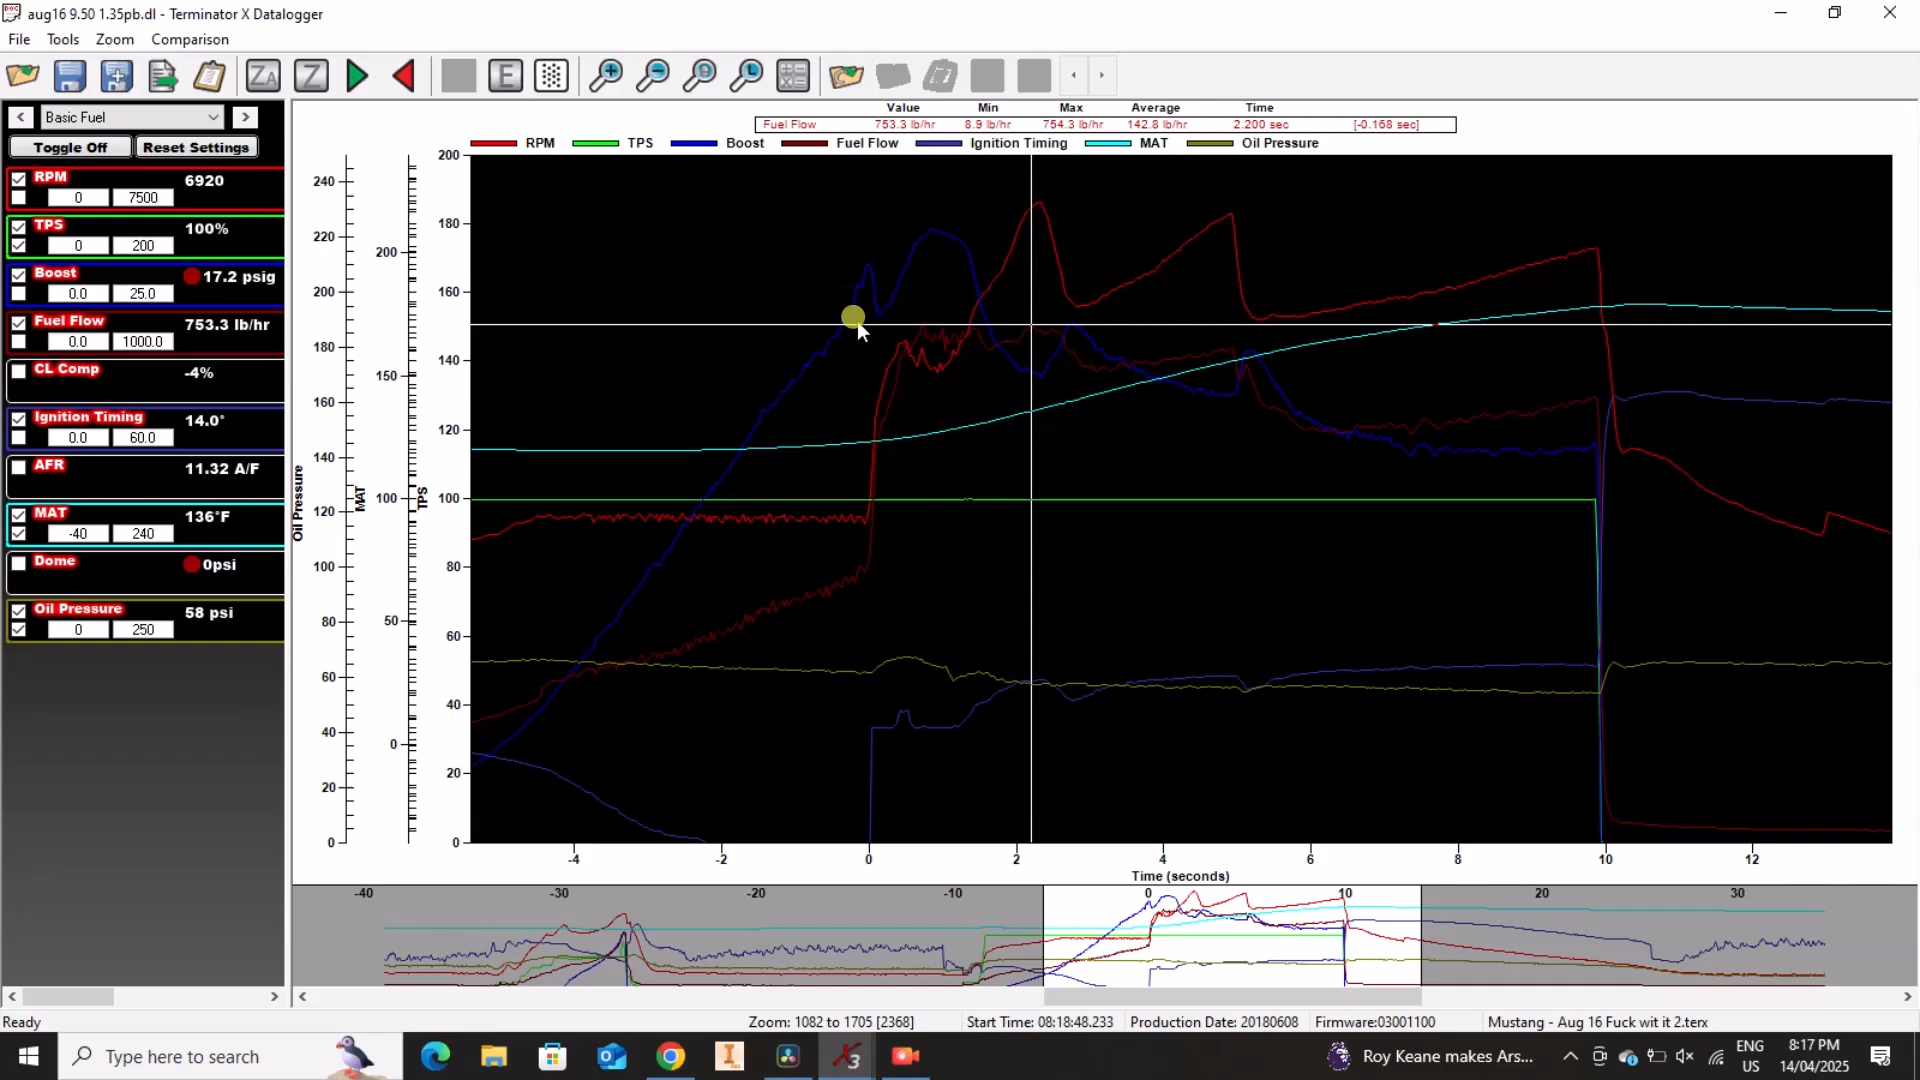 aug16 9.50 1.35pb.dl - Terminator X Datalogger
File Tools Zoom Comparison
ZA Z E
Basic Fuel
Toggle Off Reset Settings
RPM 6920
0 7500
TPS 100%
0 200
Boost 17.2 psig
0.0 25.0
Fuel Flow 753.3 lb/hr
0.0 1000.0
CL Comp -4%
Ignition Timing 14.0°
0.0 60.0
AFR 11.32 A/F
MAT 136°F
-40 240
Dome 0psi
Oil Pressure 58 psi
0 250
Value Min Max Average Time
Fuel Flow 753.3 lb/hr 8.9 lb/hr 754.3 lb/hr 142.8 lb/hr 2.200 sec [-0.168 sec]
RPM TPS Boost Fuel Flow Ignition Timing MAT Oil Pressure
Oil Pressure
240
220
200
180
160
140
120
100
80
60
40
20
0
MAT
200
150
100
50
0
TPS
200
180
160
140
120
100
80
60
40
20
0
-4 -2 0 2 4 6 8 10 12
Time (seconds)
-40 -30 -20 -10 0 10 20 30
Ready Zoom: 1082 to 1705 [2368] Start Time: 08:18:48.233 Production Date: 20180608 Firmware:03001100 Mustang - Aug 16 Fuck wit it 2.terx
Type here to search
Roy Keane makes Ars...
ENG
US
8:17 PM
14/04/2025